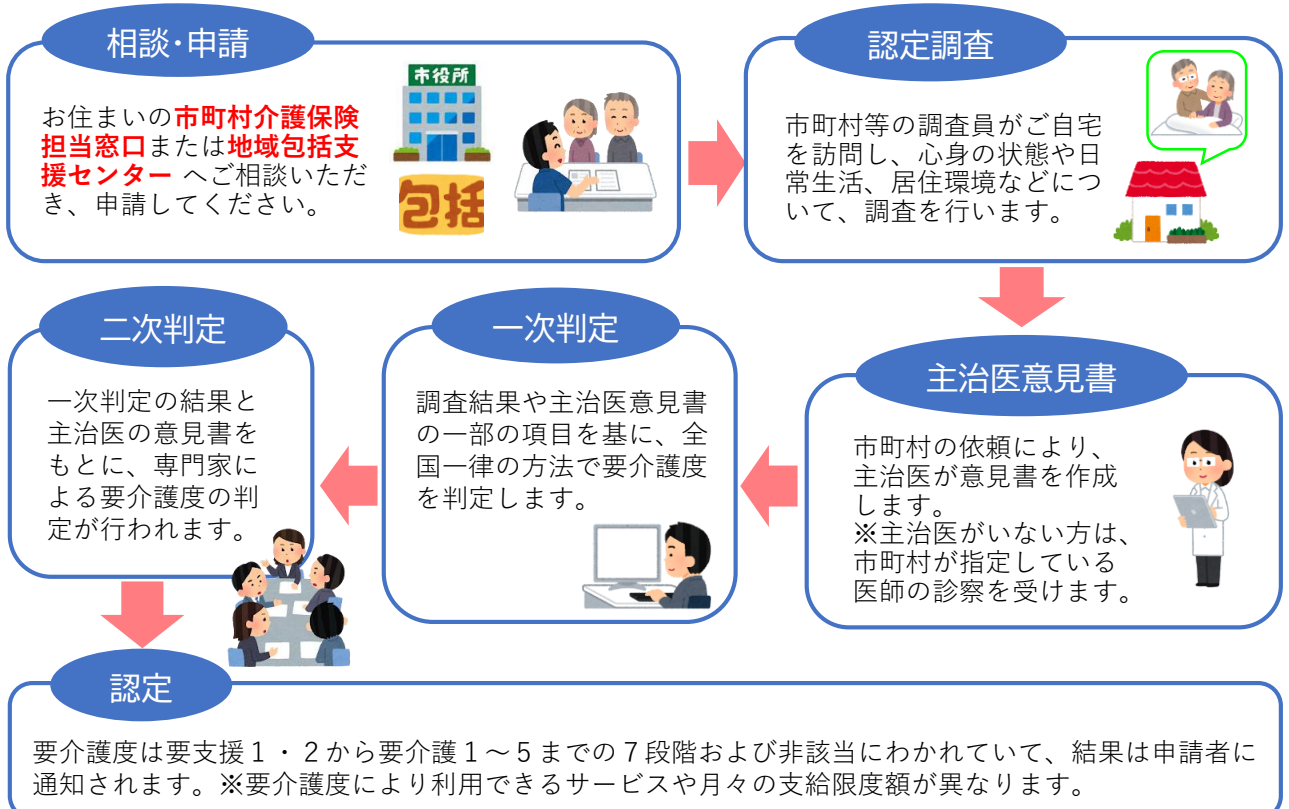 相談・申請
お住まいの市町村介護保険
担当窓口または地域包括支
援センター へご相談いただ
き、申請してください。
市役所
包括
認定調査
市町村等の調査員がご自宅
を訪問し、心身の状態や日
常生活、居住環境などにつ
いて、調査を行います。
主治医意見書
市町村の依頼により、
主治医が意見書を作成
します。
※主治医がいない方は、
市町村が指定している
医師の診察を受けます。
一次判定
調査結果や主治医意見書
の一部の項目を基に、全
国一律の方法で要介護度
を判定します。
二次判定
一次判定の結果と
主治医の意見書を
もとに、専門家に
よる要介護度の判
定が行われます。
認定
要介護度は要支援１・２から要介護１～５までの７段階および非該当にわかれていて、結果は申請者に
通知されます。※要介護度により利用できるサービスや月々の支給限度額が異なります。